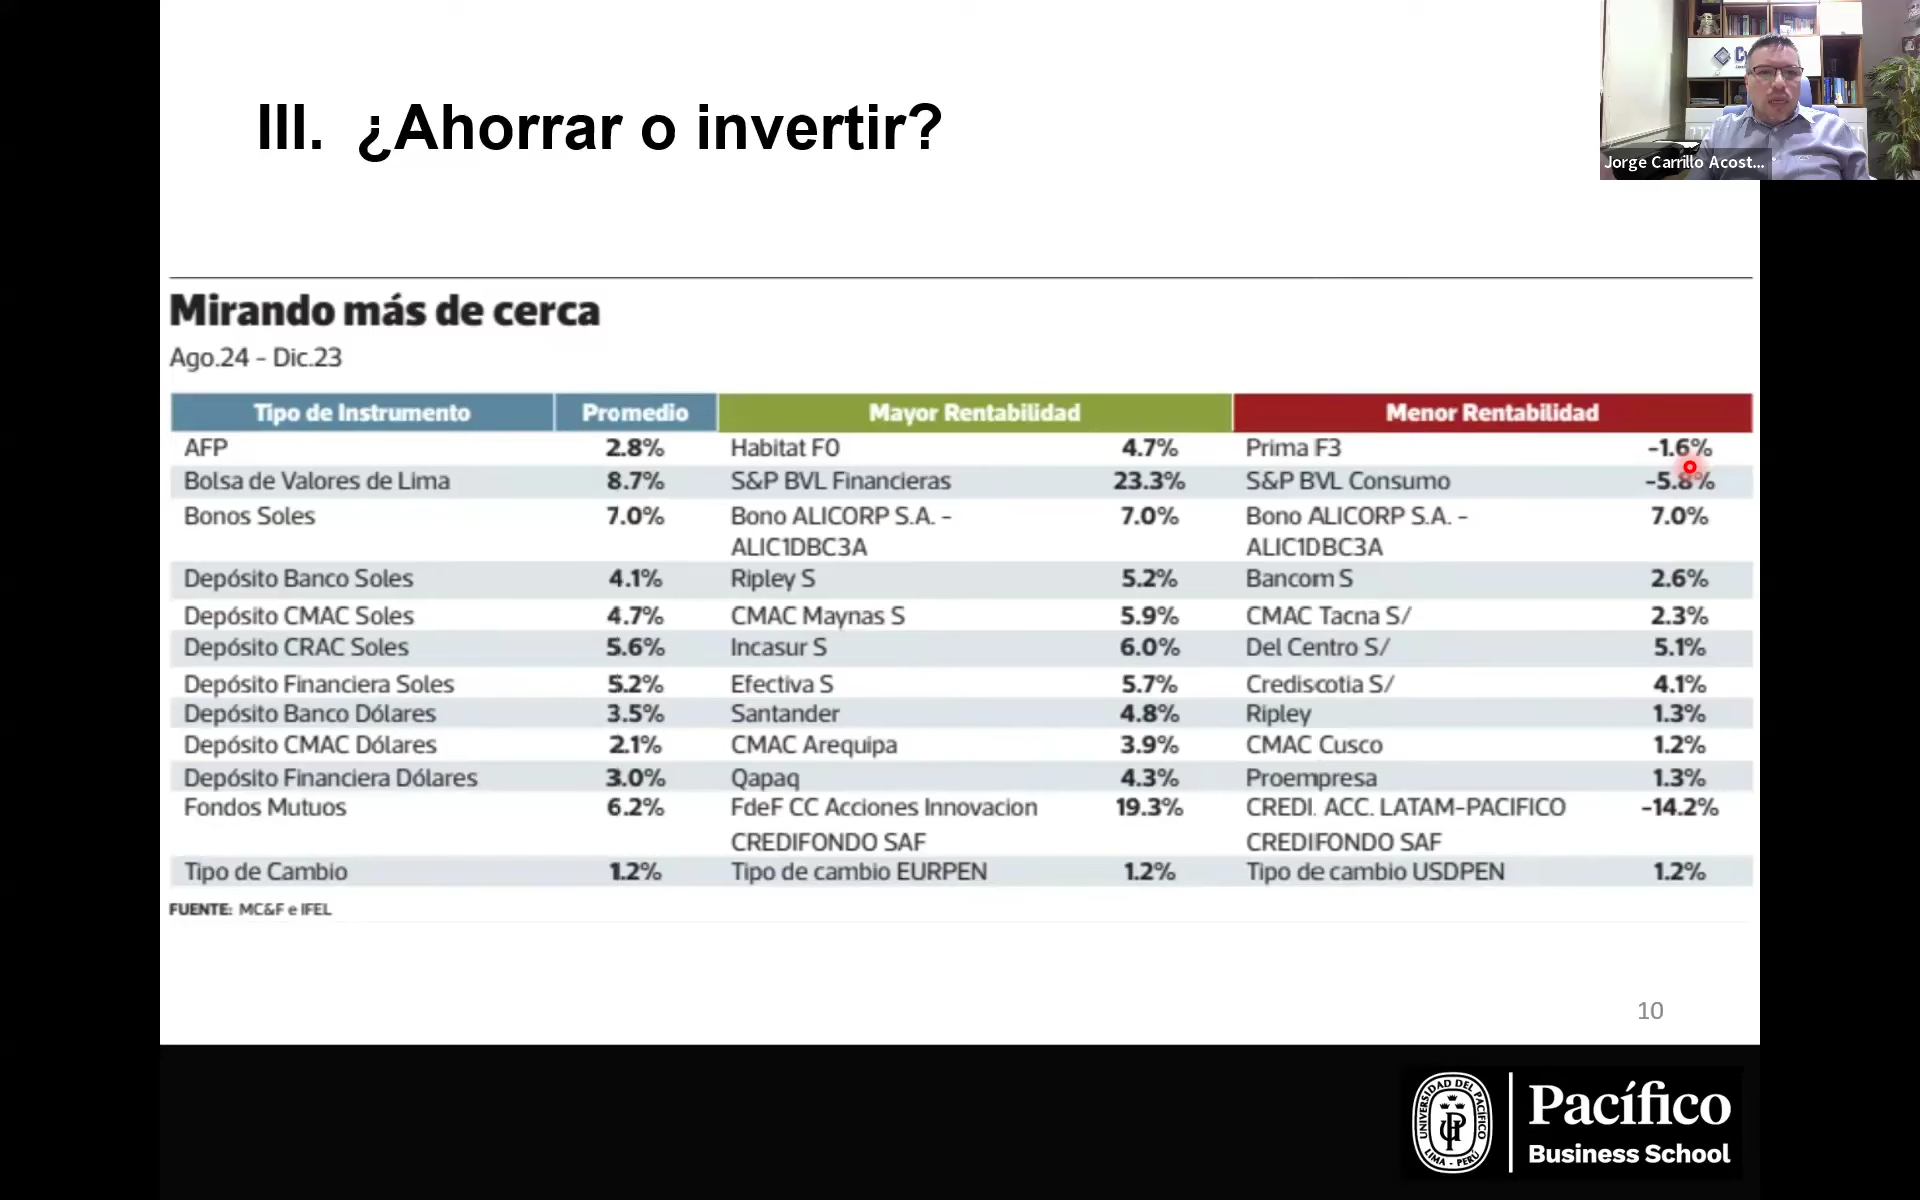 III. ¿Ahorrar o invertir?
Jorge Carrillo Acost...
Mirando más de cerca
Ago.24 - Dic.23
Tipo de Instrumento Promedio Mayor Rentabilidad Menor Rentabilidad
AFP 2.8% Habitat F0 4.7% Prima F3 -1.6%
Bolsa de Valores de Lima 8.7% S&P BVL Financieras 23.3% S&P BVL Consumo -5.8%
Bonos Soles 7.0% Bono ALICORP S.A. - 7.0% Bono ALICORP S.A. - 7.0%
ALIC1DBC3A ALIC1DBC3A
Depósito Banco Soles 4.1% Ripley S 5.2% Bancom S 2.6%
Depósito CMAC Soles 4.7% CMAC Maynas S 5.9% CMAC Tacna S/ 2.3%
Depósito CRAC Soles 5.6% Incasur S 6.0% Del Centro S/ 5.1%
Depósito Financiera Soles 5.2% Efectiva S 5.7% Crediscotia S/ 4.1%
Depósito Banco Dólares 3.5% Santander 4.8% Ripley 1.3%
Depósito CMAC Dólares 2.1% CMAC Arequipa 3.9% CMAC Cusco 1.2%
Depósito Financiera Dólares 3.0% Qapaq 4.3% Proempresa 1.3%
Fondos Mutuos 6.2% FdeF CC Acciones Innovacion 19.3% CREDI. ACC. LATAM-PACIFICO -14.2%
CREDIFONDO SAF CREDIFONDO SAF
Tipo de Cambio 1.2% Tipo de cambio EURPEN 1.2% Tipo de cambio USDPEN 1.2%
FUENTE: MC&F e IFEL
10
UNIVERSIDAD DEL PACÍFICO
LIMA - PERÚ
Pacífico
Business School